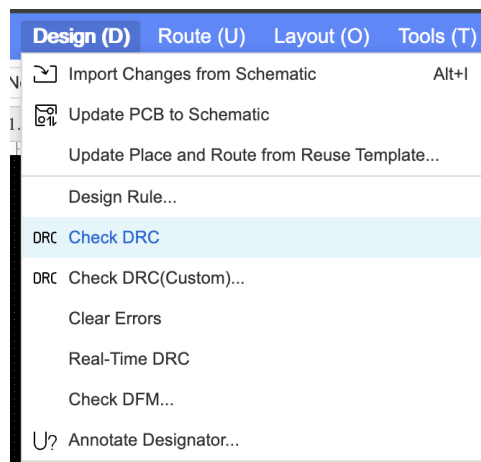 Design (D) Route (U) Layout (O) Tools (T)
Import Changes from Schematic Alt+I
Update PCB to Schematic
Update Place and Route from Reuse Template...
Design Rule...
DRC Check DRC
DRC Check DRC(Custom)...
Clear Errors
Real-Time DRC
Check DFM...
U? Annotate Designator...